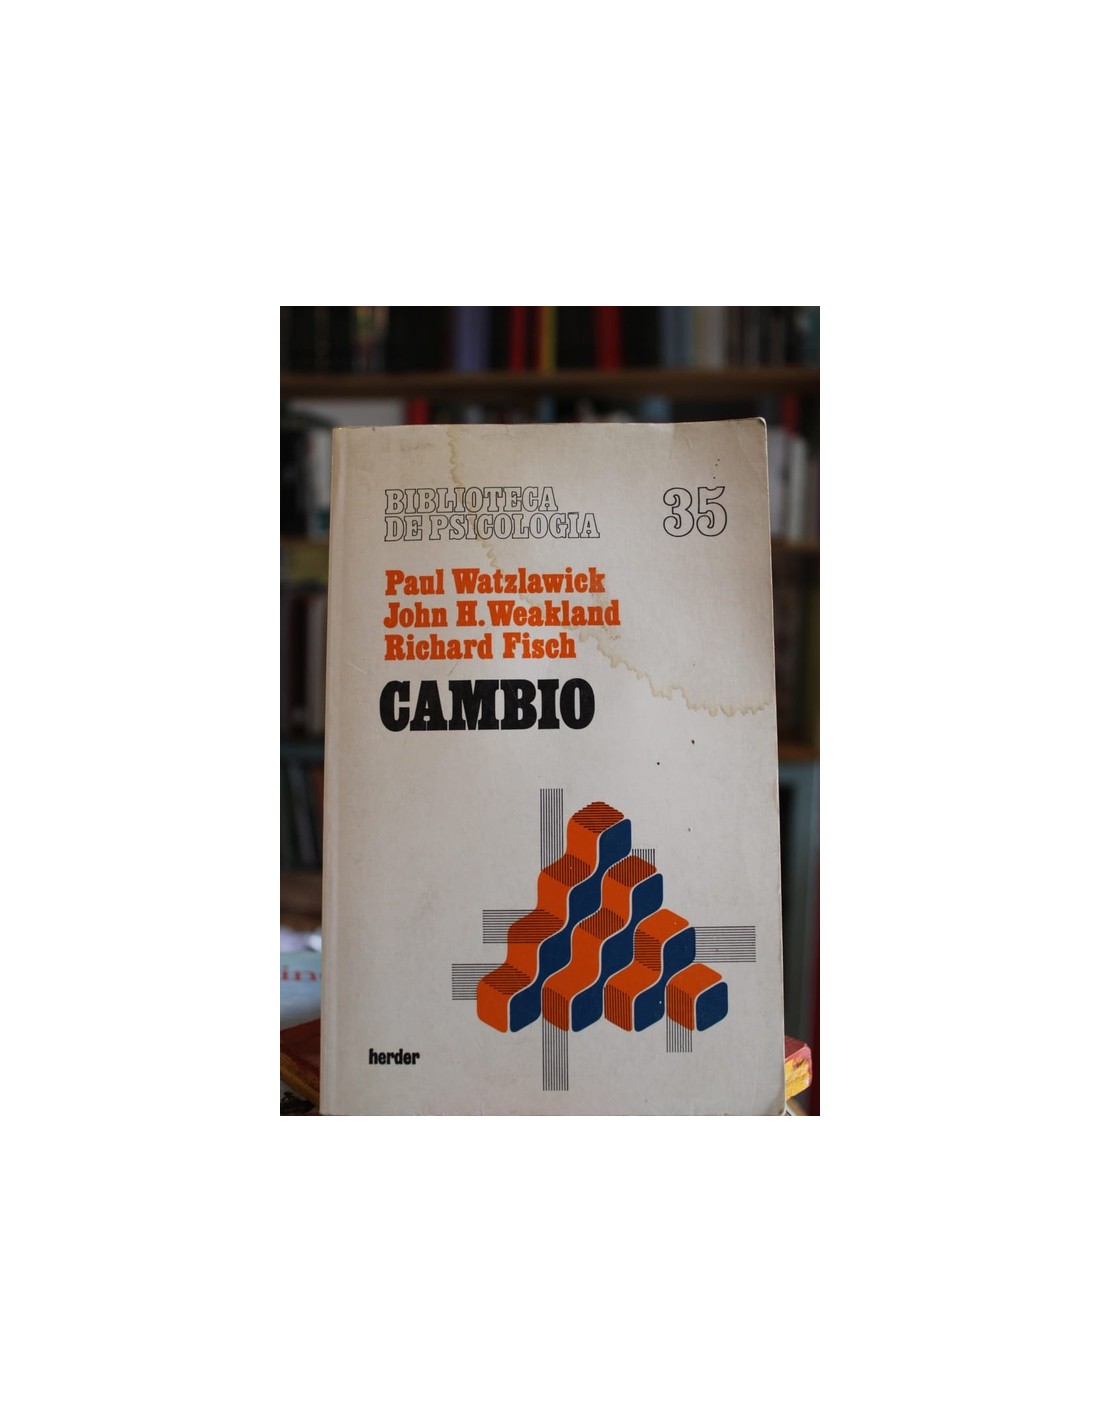 BIBLIOTECA
DE PSICOLOGIA
35
Paul Watzlawick
John H. Weakland
Richard Fisch
CAMBIO
herder